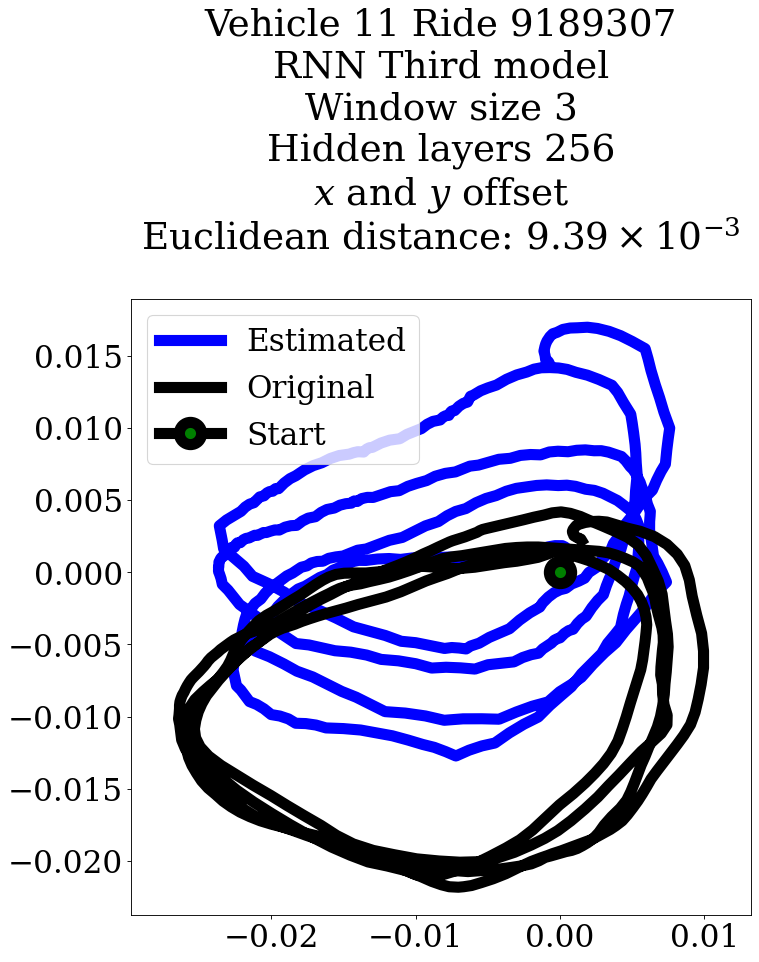 Vehicle 11 Ride 9189307
RNN Third model
Window size 3
Hidden layers 256
x and y offset
Euclidean distance: 9.39 × 10⁻³
Estimated
Original
Start
0.015
0.010
0.005
0.000
−0.005
−0.010
−0.015
−0.020
−0.02 −0.01 0.00 0.01